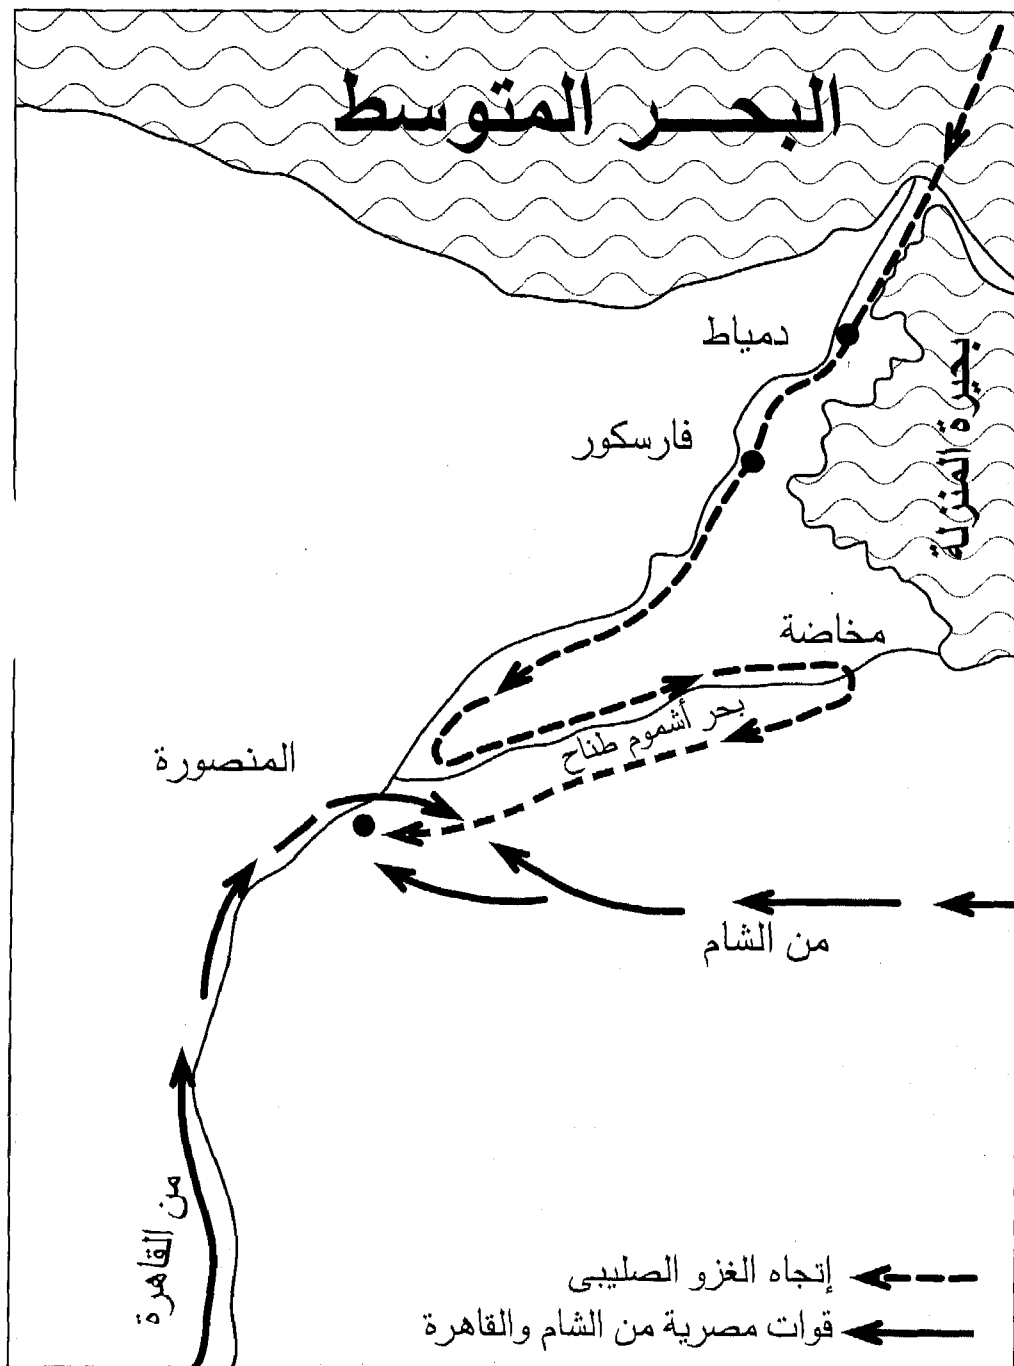 البحر المتوسط
دمياط
بحيرة المنزلة
فارسكور
مخاضة
بحر أشموم طناح
المنصورة
من الشام
من القاهرة
إتجاه الغزو الصليبى
قوات مصرية من الشام والقاهرة